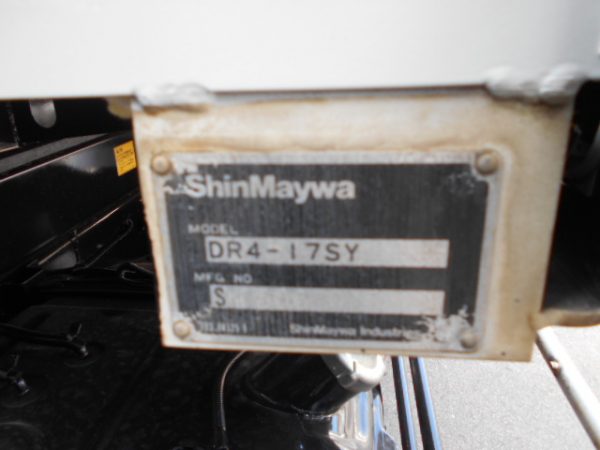 ShinMaywa
MODEL
DR4-17SY
MFG NO
S
ShinMaywa Industries